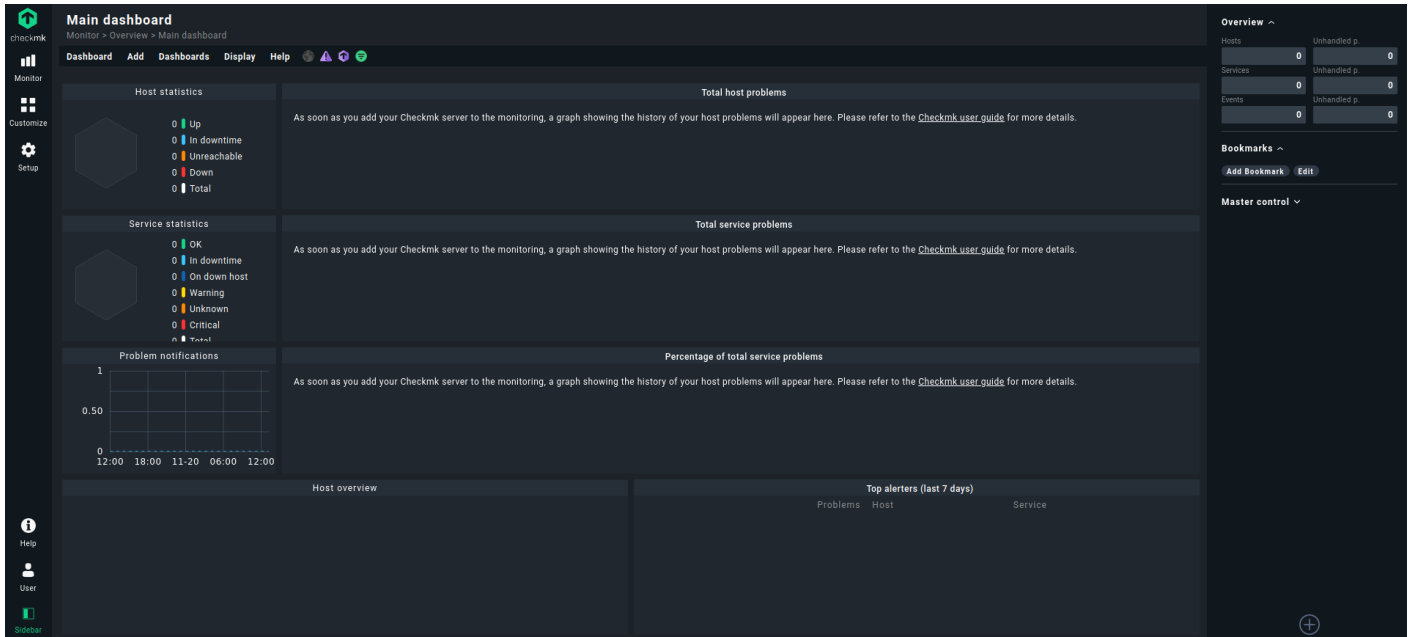 checkmk
Monitor
Customize
Setup
Help
User
Sidebar
Main dashboard
Monitor > Overview > Main dashboard
Dashboard Add Dashboards Display Help
Host statistics
0 Up
0 In downtime
0 Unreachable
0 Down
0 Total
Total host problems
As soon as you add your Checkmk server to the monitoring, a graph showing the history of your host problems will appear here. Please refer to the Checkmk user guide for more details.
Service statistics
0 OK
0 In downtime
0 On down host
0 Warning
0 Unknown
0 Critical
0 Total
Total service problems
As soon as you add your Checkmk server to the monitoring, a graph showing the history of your host problems will appear here. Please refer to the Checkmk user guide for more details.
Problem notifications
1
0.50
0
12:00 18:00 11-20 06:00 12:00
Percentage of total service problems
As soon as you add your Checkmk server to the monitoring, a graph showing the history of your host problems will appear here. Please refer to the Checkmk user guide for more details.
Host overview
Top alerters (last 7 days)
Problems Host Service
Overview
Hosts Unhandled p.
0 0
Services Unhandled p.
0 0
Events Unhandled p.
0 0
Bookmarks
Add Bookmark Edit
Master control